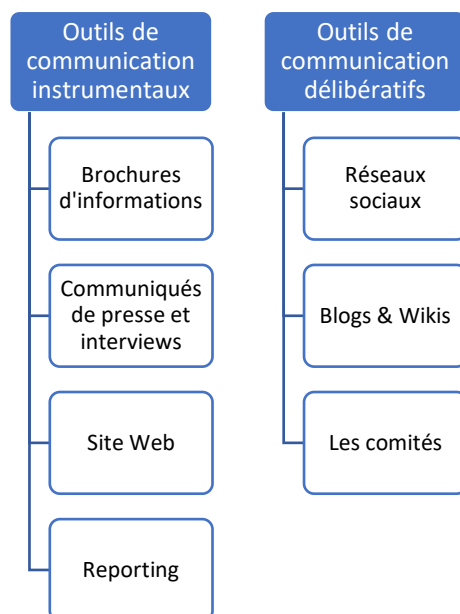 Outils de
communication
instrumentaux
Brochures
d'informations
Communiqués
de presse et
interviews
Site Web
Reporting
Outils de
communication
délibératifs
Réseaux
sociaux
Blogs & Wikis
Les comités